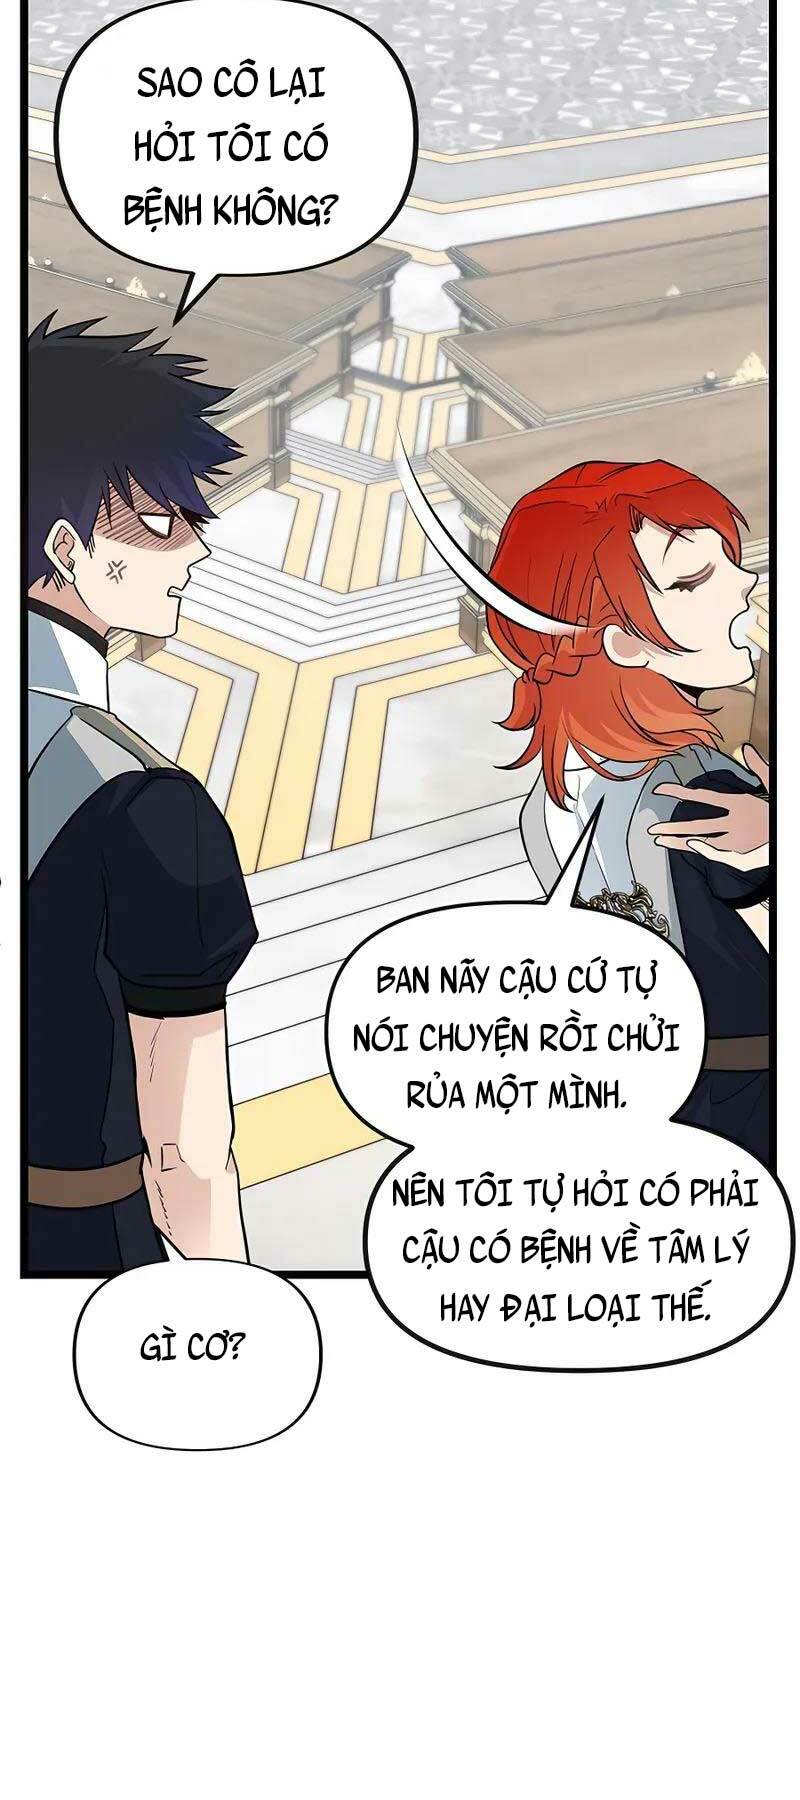 SAO CÔ LẠI
HỎI TÔI CÓ
BỆNH KHÔNG?
BAN NÃY CẬU CỨ TỰ
NÓI CHUYỆN RỒI CHỬI
RỦA MỘT MÌNH.
NÊN TÔI TỰ HỎI CÓ PHẢI
CẬU CÓ BỆNH VỀ TÂM LÝ
HAY ĐẠI LOẠI THẾ.
GÌ CƠ?